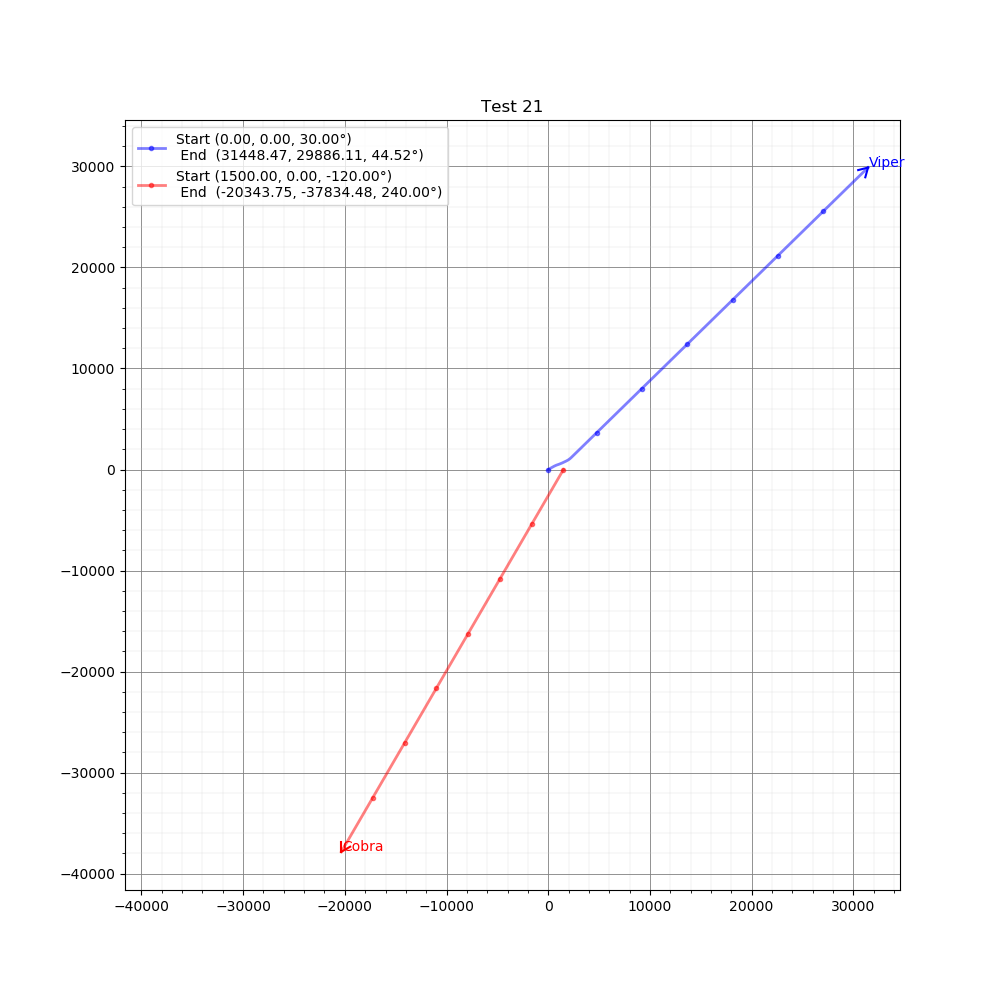 Test 21
Start (0.00, 0.00, 30.00°)
End (31448.47, 29886.11, 44.52°)
Start (1500.00, 0.00, -120.00°)
End (-20343.75, -37834.48, 240.00°)
Viper
Cobra
30000
20000
10000
0
−10000
−20000
−30000
−40000
−40000 −30000 −20000 −10000 0 10000 20000 30000